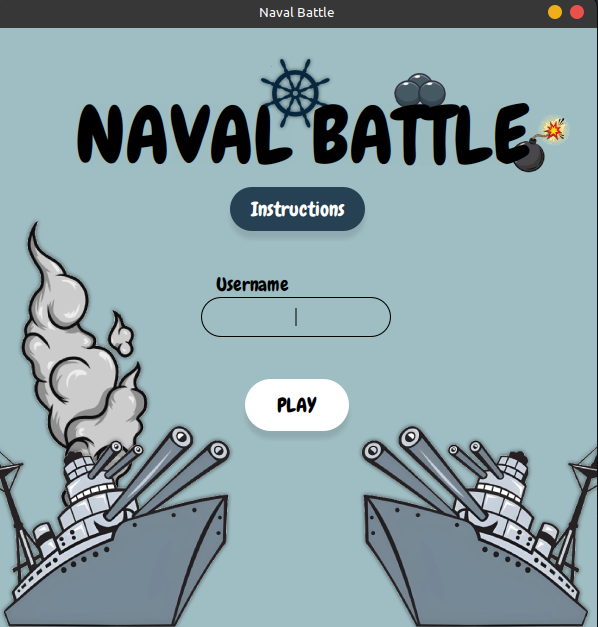 Naval Battle
NAVAL BATTLE
Instructions
Username
PLAY